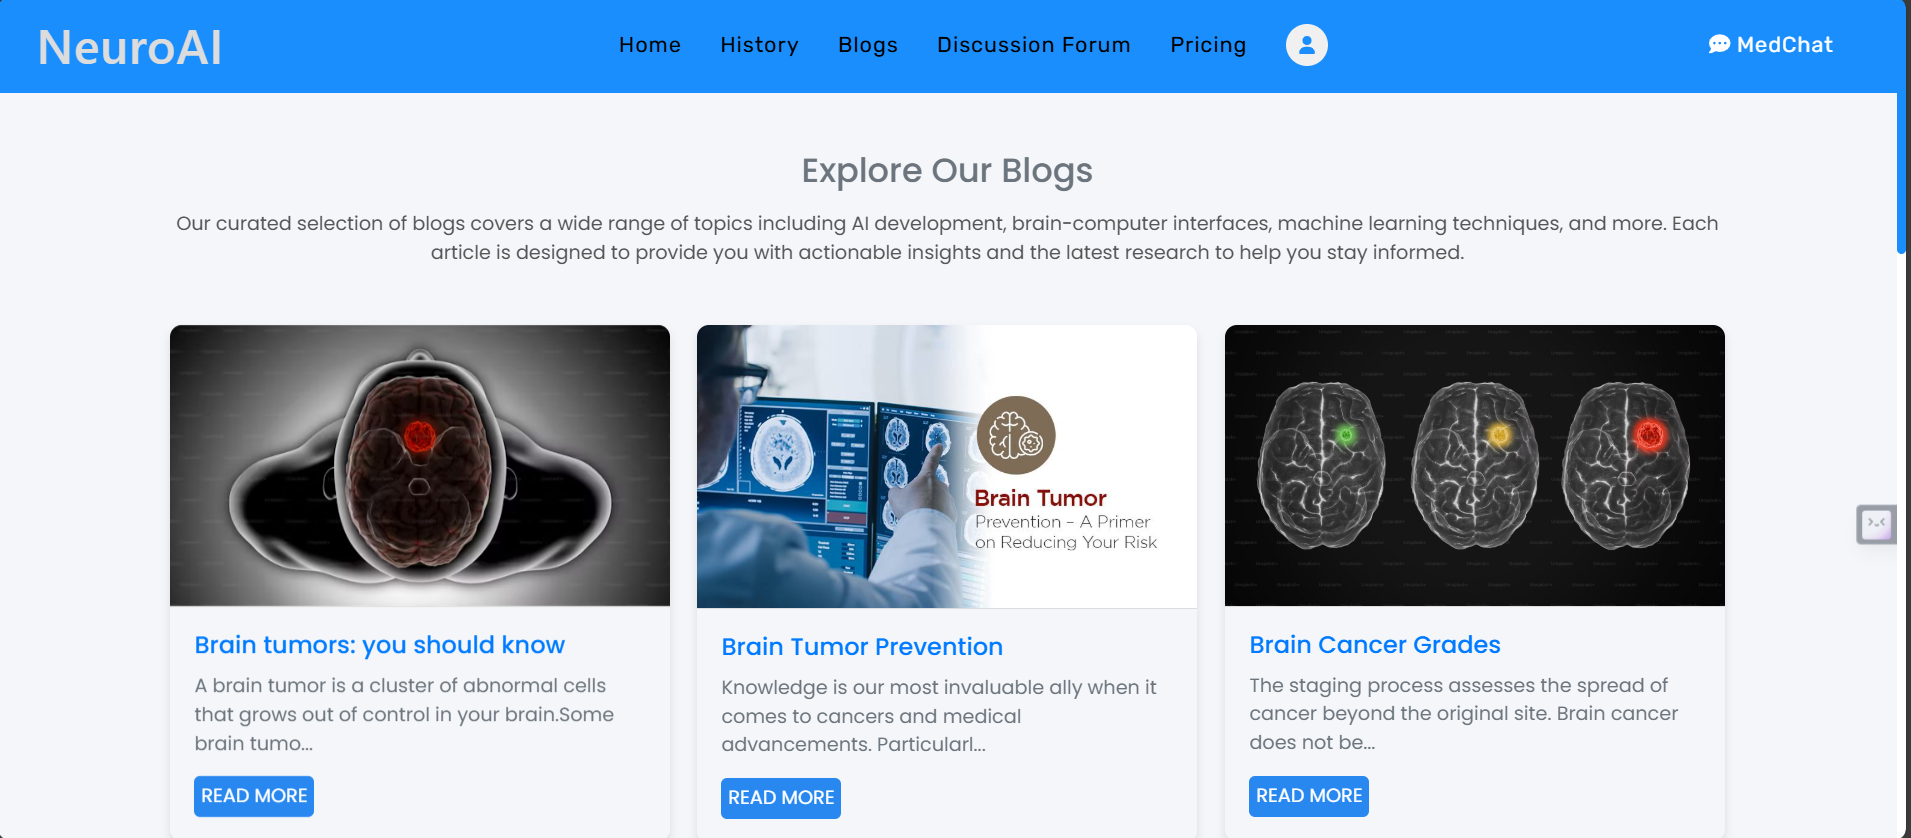 NeuroAI
Home
History
Blogs
Discussion Forum
Pricing
MedChat
Explore Our Blogs
Our curated selection of blogs covers a wide range of topics including AI development, brain-computer interfaces, machine learning techniques, and more. Each
article is designed to provide you with actionable insights and the latest research to help you stay informed.
Brain Tumor
Prevention - A Primer
on Reducing Your Risk
Brain tumors: you should know
A brain tumor is a cluster of abnormal cells
that grows out of control in your brain.Some
brain tumo...
READ MORE
Brain Tumor Prevention
Knowledge is our most invaluable ally when it
comes to cancers and medical
advancements. Particularl...
READ MORE
Brain Cancer Grades
The staging process assesses the spread of
cancer beyond the original site. Brain cancer
does not be...
READ MORE